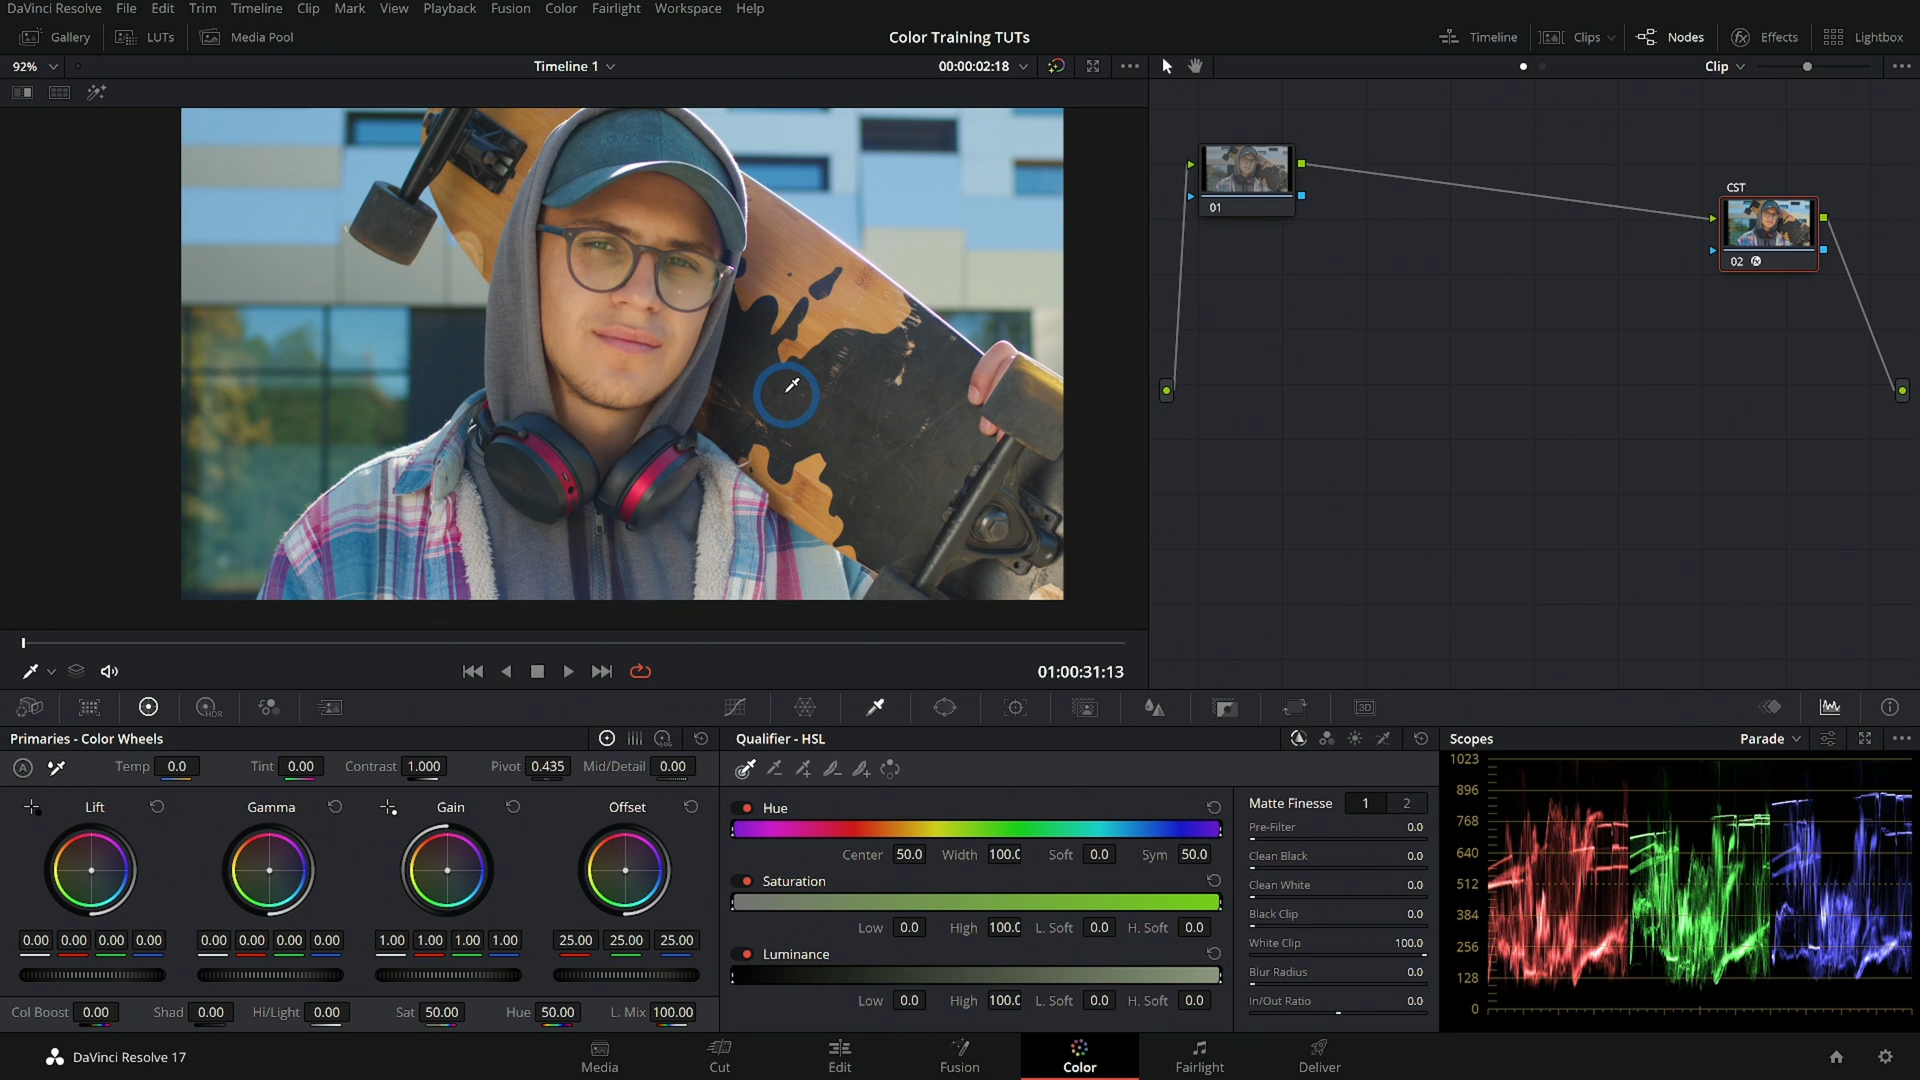 DaVinci Resolve File Edit Trim Timeline Clip Mark View Playback Fusion Color Fairlight Workspace Help
Gallery LUTs Media Pool Color Training TUTs Timeline Clips Nodes Effects Lightbox
92% Timeline 1 00:00:02:18 Clip
01
CST
02
01:00:31:13
HDR 3D
Primaries - Color Wheels Qualifier - HSL Scopes Parade
A Temp 0.0 Tint 0.00 Contrast 1.000 Pivot 0.435 Mid/Detail 0.00
Lift Gamma Gain Offset
0.00 0.00 0.00 0.00 0.00 0.00 0.00 0.00 1.00 1.00 1.00 1.00 25.00 25.00 25.00
Col Boost 0.00 Shad 0.00 Hi/Light 0.00 Sat 50.00 Hue 50.00 L. Mix 100.00
Hue
Center 50.0 Width 100.0 Soft 0.0 Sym 50.0
Saturation
Low 0.0 High 100.0 L. Soft 0.0 H. Soft 0.0
Luminance
Low 0.0 High 100.0 L. Soft 0.0 H. Soft 0.0
Matte Finesse 1 2
Pre-Filter 0.0
Clean Black 0.0
Clean White 0.0
Black Clip 0.0
White Clip 100.0
Blur Radius 0.0
In/Out Ratio 0.0
1023
896
768
640
512
384
256
128
0
DaVinci Resolve 17 Media Cut Edit Fusion Color Fairlight Deliver